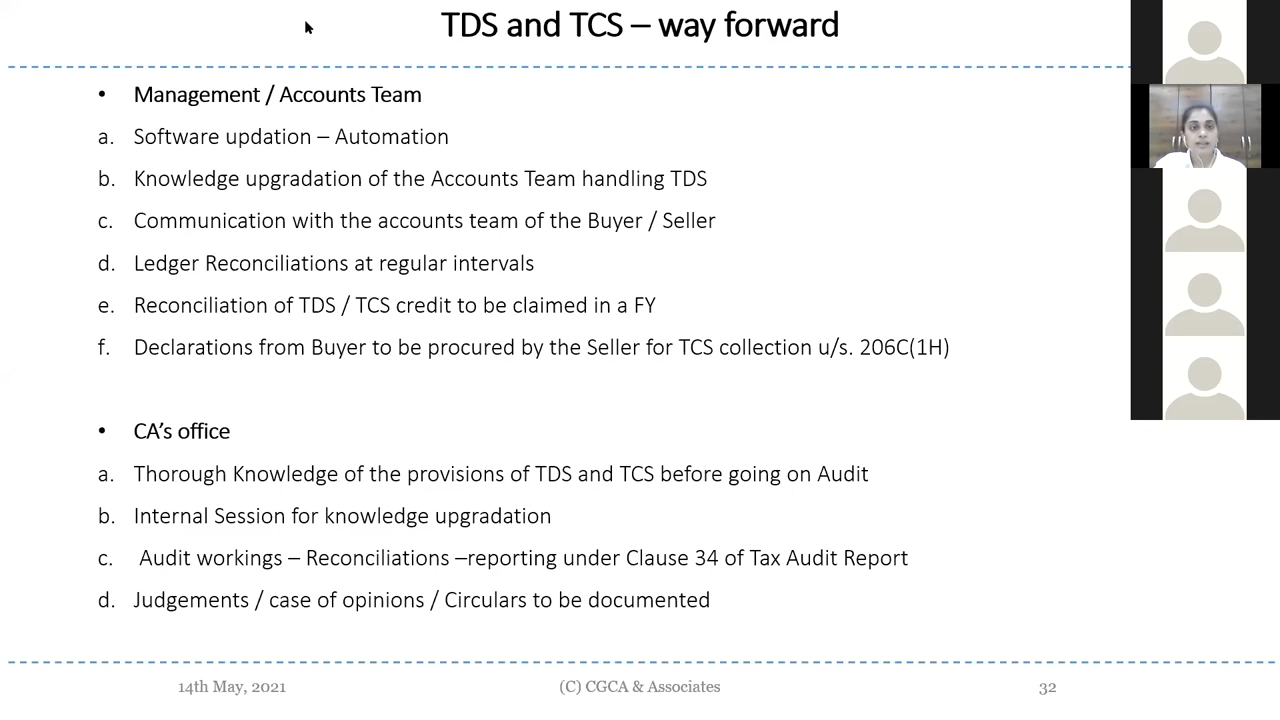 TDS and TCS – way forward
• Management / Accounts Team
a. Software updation – Automation
b. Knowledge upgradation of the Accounts Team handling TDS
c. Communication with the accounts team of the Buyer / Seller
d. Ledger Reconciliations at regular intervals
e. Reconciliation of TDS / TCS credit to be claimed in a FY
f. Declarations from Buyer to be procured by the Seller for TCS collection u/s. 206C(1H)
• CA’s office
a. Thorough Knowledge of the provisions of TDS and TCS before going on Audit
b. Internal Session for knowledge upgradation
c. Audit workings – Reconciliations –reporting under Clause 34 of Tax Audit Report
d. Judgements / case of opinions / Circulars to be documented
14th May, 2021 (C) CGCA & Associates 32